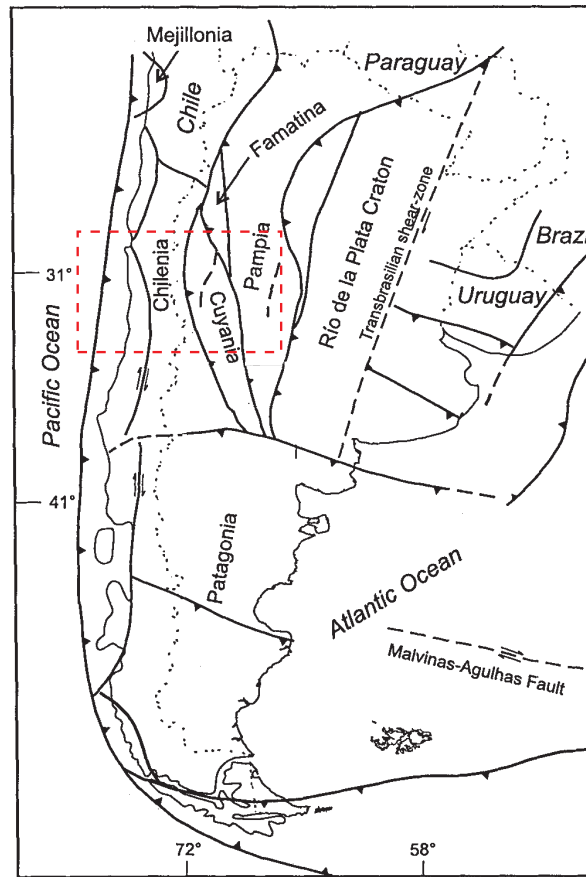 Mejillonia
Paraguay
Chile
Famatina
Río de la Plata Craton
Transbrasilian shear-zone
Brazi
31°
Chilenia
Pampia
Cuyania
Uruguay
Pacific Ocean
41°
Patagonia
Atlantic Ocean
Malvinas-Agulhas Fault
72°
58°